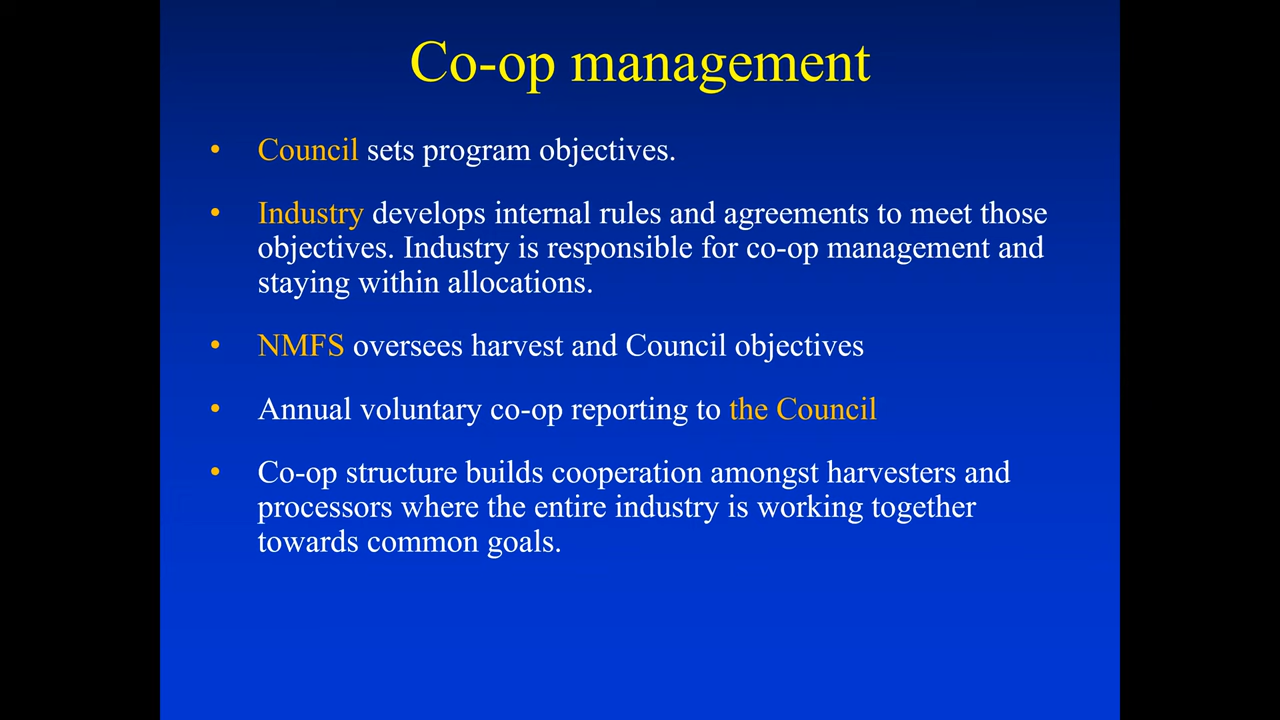 Co-op management
• Council sets program objectives.
• Industry develops internal rules and agreements to meet those
objectives. Industry is responsible for co-op management and
staying within allocations.
• NMFS oversees harvest and Council objectives
• Annual voluntary co-op reporting to the Council
• Co-op structure builds cooperation amongst harvesters and
processors where the entire industry is working together
towards common goals.